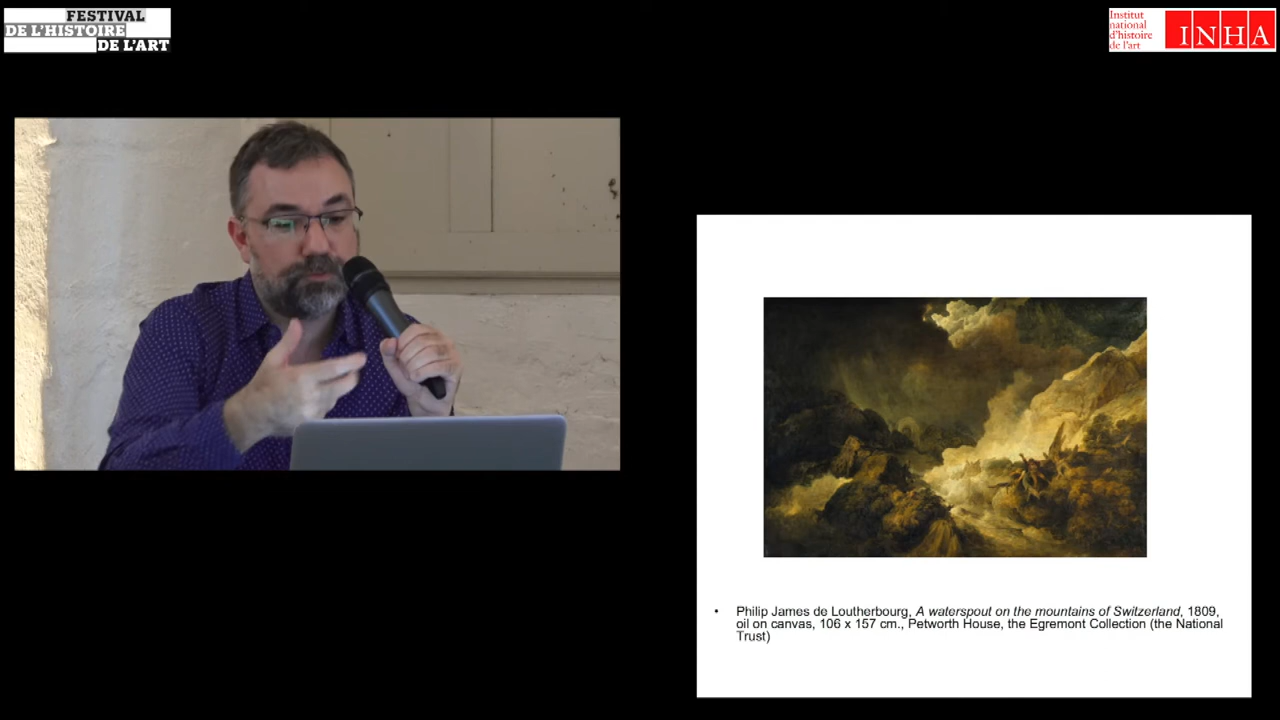 FESTIVAL
DE L'HISTOIRE
DE L'ART
Institut
national
d'histoire
de l'art
INHA
• Philip James de Loutherbourg, A waterspout on the mountains of Switzerland, 1809,
oil on canvas, 106 x 157 cm., Petworth House, the Egremont Collection (the National
Trust)